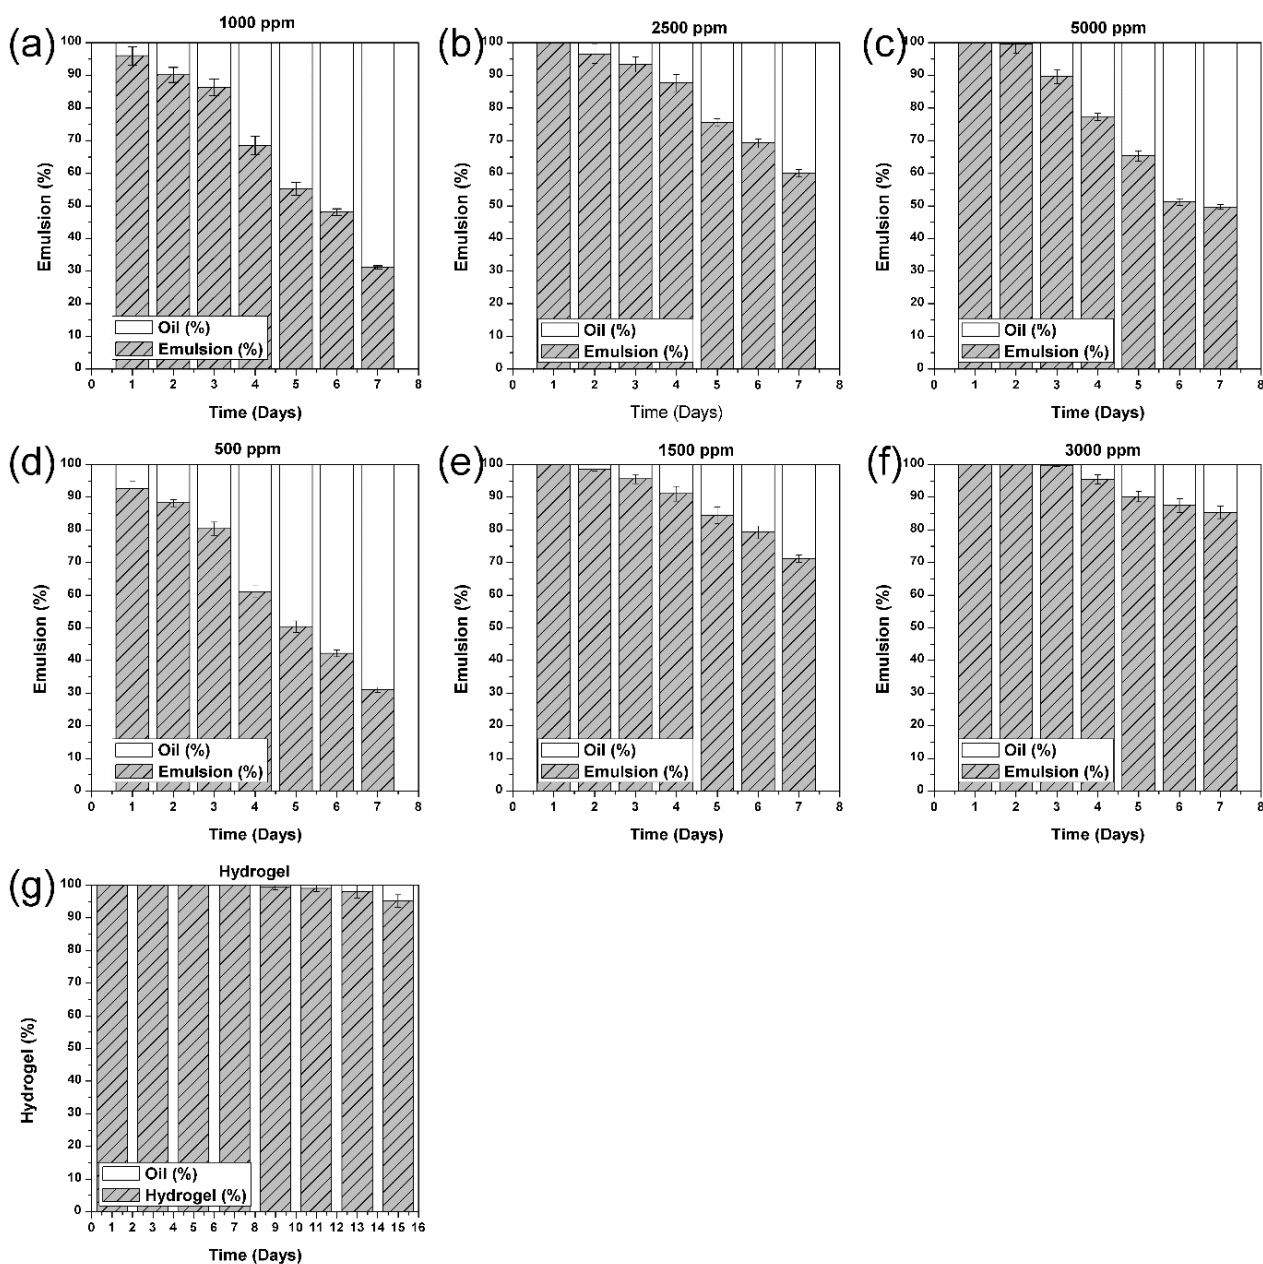 (a)
1000 ppm
Emulsion (%)
100
90
80
70
60
50
40
30
20
10
0
Oil (%)
Emulsion (%)
0 1 2 3 4 5 6 7 8
Time (Days)
(b)
2500 ppm
Emulsion (%)
100
90
80
70
60
50
40
30
20
10
0
Oil (%)
Emulsion (%)
0 1 2 3 4 5 6 7 8
Time (Days)
(c)
5000 ppm
Emulsion (%)
100
90
80
70
60
50
40
30
20
10
0
Oil (%)
Emulsion (%)
0 1 2 3 4 5 6 7 8
Time (Days)
(d)
500 ppm
Emulsion (%)
100
90
80
70
60
50
40
30
20
10
0
Oil (%)
Emulsion (%)
0 1 2 3 4 5 6 7 8
Time (Days)
(e)
1500 ppm
Emulsion (%)
100
90
80
70
60
50
40
30
20
10
0
Oil (%)
Emulsion (%)
0 1 2 3 4 5 6 7 8
Time (Days)
(f)
3000 ppm
Emulsion (%)
100
90
80
70
60
50
40
30
20
10
0
Oil (%)
Emulsion (%)
0 1 2 3 4 5 6 7 8
Time (Days)
(g)
Hydrogel
Hydrogel (%)
100
90
80
70
60
50
40
30
20
10
0
Oil (%)
Hydrogel (%)
0 1 2 3 4 5 6 7 8 9 10 11 12 13 14 15 16
Time (Days)